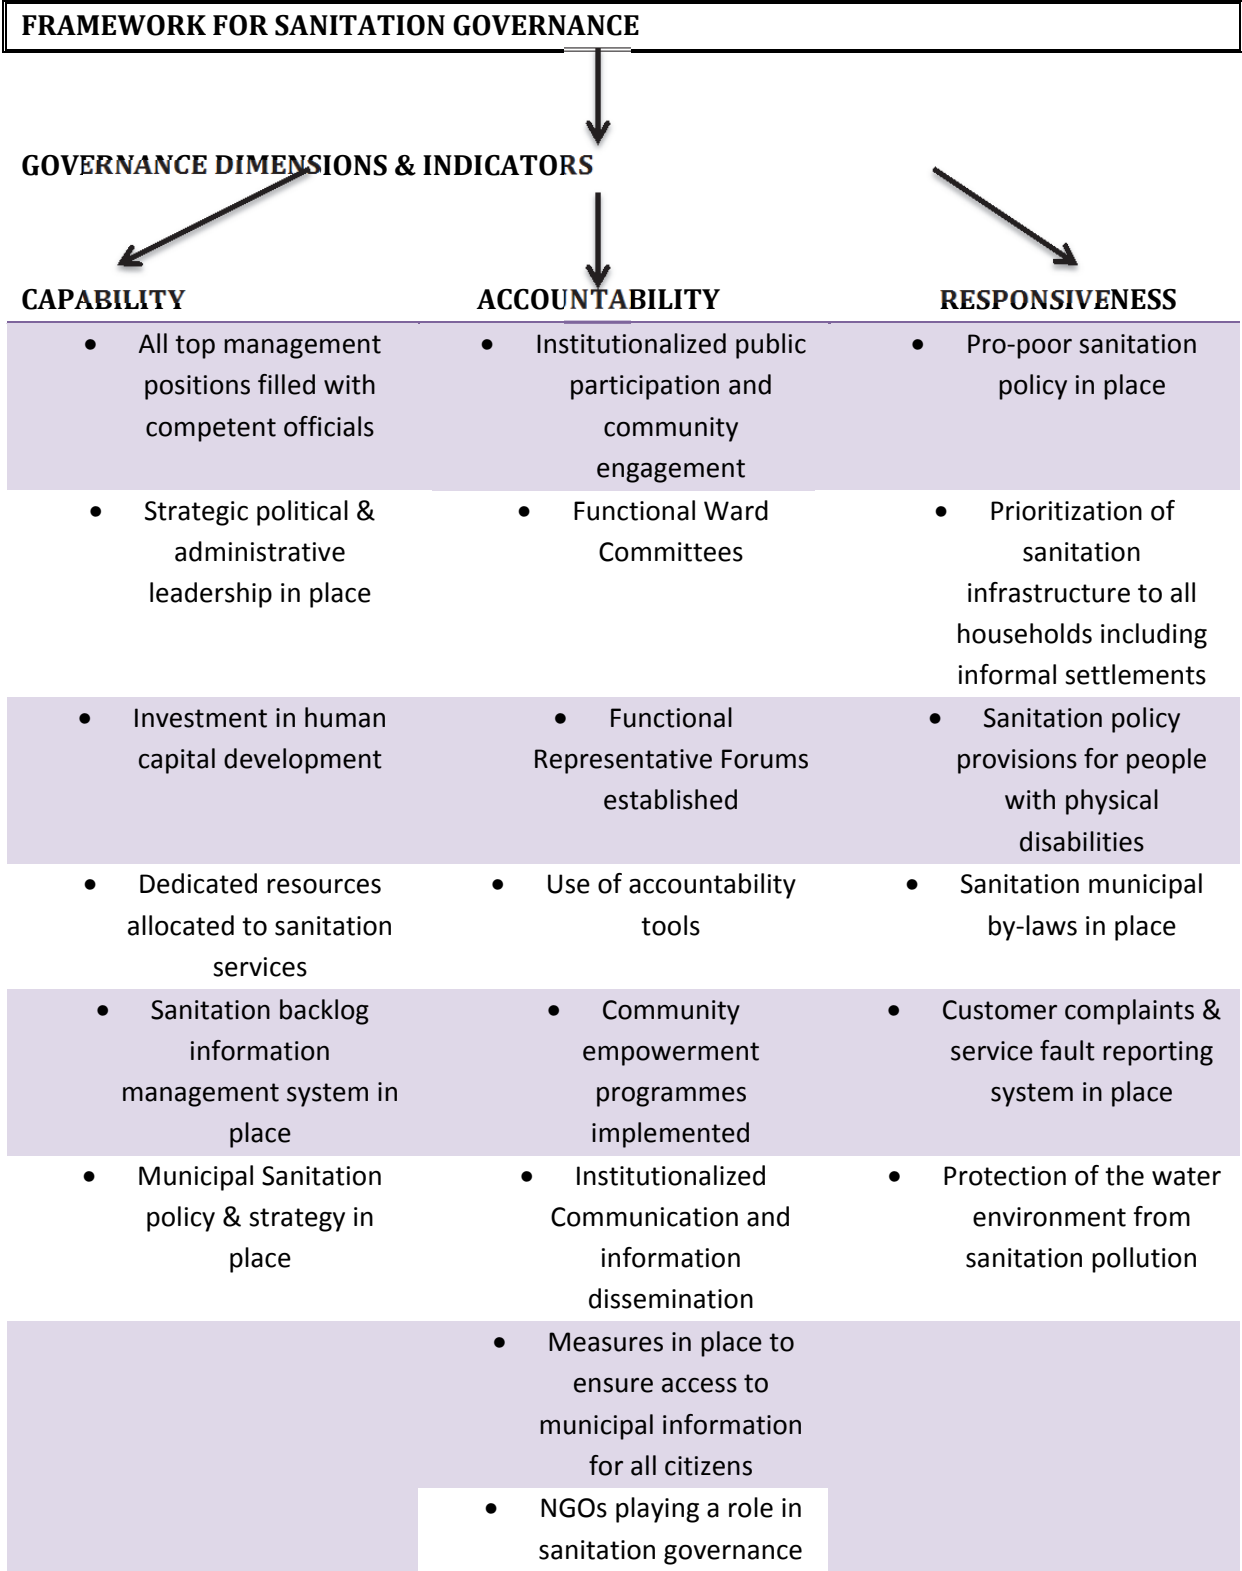 FRAMEWORK FOR SANITATION GOVERNANCE
GOVERNANCE DIMENSIONS & INDICATORS
CAPABILITY
ACCOUNTABILITY
RESPONSIVENESS
• All top management
positions filled with
competent officials
• Institutionalized public
participation and
community
engagement
• Pro-poor sanitation
policy in place
• Strategic political &
administrative
leadership in place
• Functional Ward
Committees
• Prioritization of
sanitation
infrastructure to all
households including
informal settlements
• Investment in human
capital development
• Functional
Representative Forums
established
• Sanitation policy
provisions for people
with physical
disabilities
• Dedicated resources
allocated to sanitation
services
• Use of accountability
tools
• Sanitation municipal
by-laws in place
• Sanitation backlog
information
management system in
place
• Community
empowerment
programmes
implemented
• Customer complaints &
service fault reporting
system in place
• Municipal Sanitation
policy & strategy in
place
• Institutionalized
Communication and
information
dissemination
• Protection of the water
environment from
sanitation pollution
• Measures in place to
ensure access to
municipal information
for all citizens
• NGOs playing a role in
sanitation governance